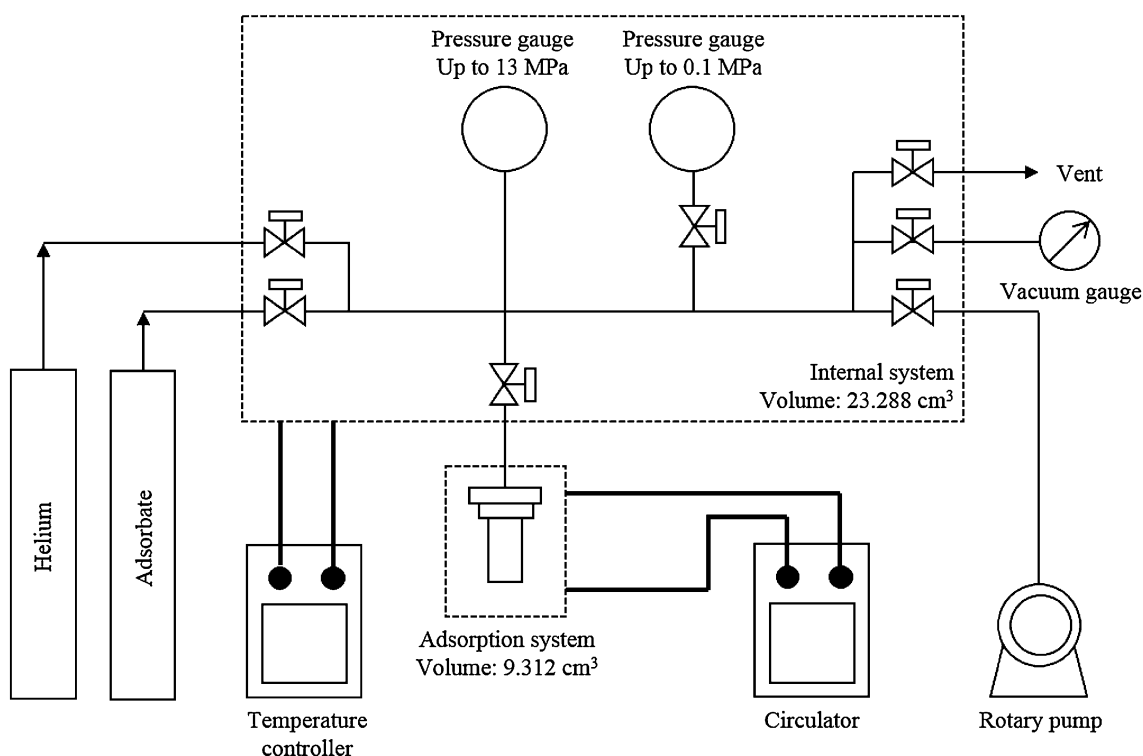 Pressure gauge
Up to 13 MPa
Pressure gauge
Up to 0.1 MPa
Vent
Vacuum gauge
Internal system
Volume: 23.288 cm³
Helium
Adsorbate
Adsorption system
Volume: 9.312 cm³
Temperature
controller
Circulator
Rotary pump